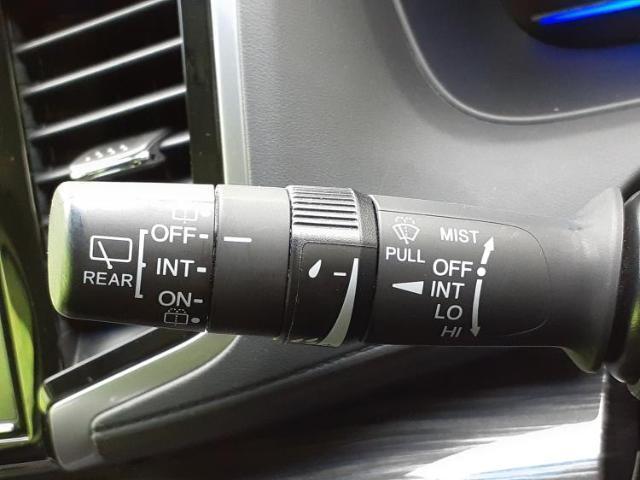 REAR
OFF
INT
ON
PULL
MIST
OFF
INT
LO
HI